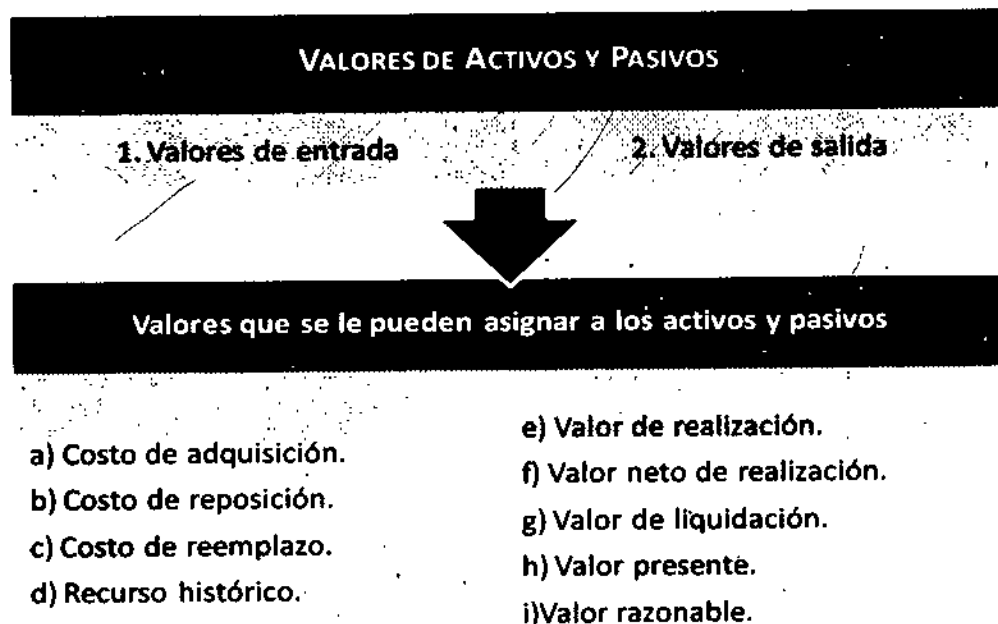 VALORES DE ACTIVOS Y PASIVOS
1. Valores de entrada
2. Valores de salida
Valores que se le pueden asignar a los activos y pasivos
a) Costo de adquisición.
b) Costo de reposición.
c) Costo de reemplazo.
d) Recurso histórico.
e) Valor de realización.
f) Valor neto de realización.
g) Valor de liquidación.
h) Valor presente.
i)Valor razonable.